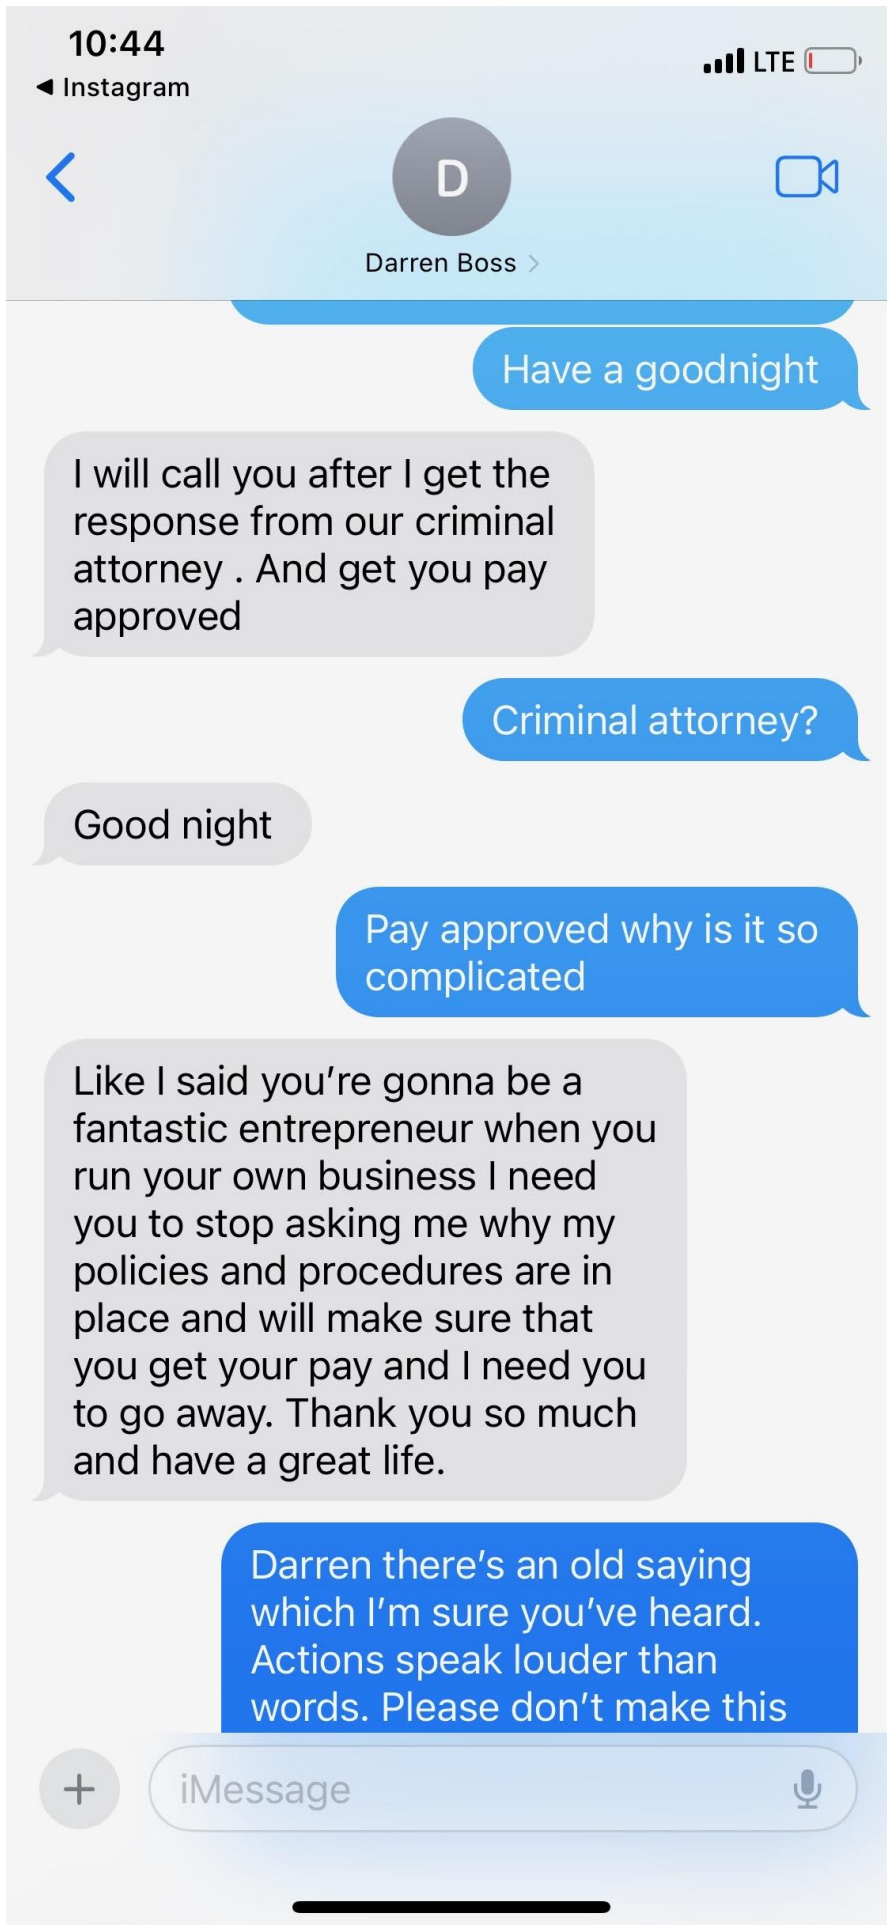 10:44
LTE
◀ Instagram
D
Darren Boss >
Have a goodnight
I will call you after I get the
response from our criminal
attorney . And get you pay
approved
Criminal attorney?
Good night
Pay approved why is it so
complicated
Like I said you’re gonna be a
fantastic entrepreneur when you
run your own business I need
you to stop asking me why my
policies and procedures are in
place and will make sure that
you get your pay and I need you
to go away. Thank you so much
and have a great life.
Darren there’s an old saying
which I’m sure you’ve heard.
Actions speak louder than
words. Please don’t make this
iMessage